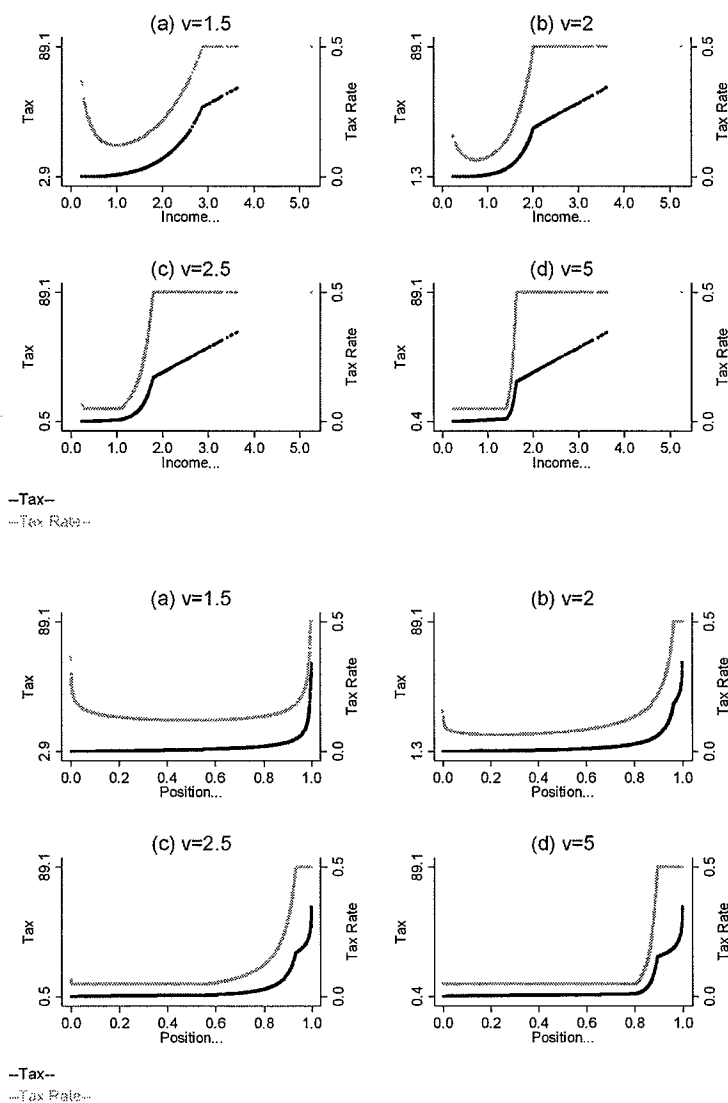 (a) v=1.5
89.1
Tax
2.9
0.5
Tax Rate
0.0
0.0 1.0 2.0 3.0 4.0 5.0
Income...
(b) v=2
89.1
Tax
1.3
0.5
Tax Rate
0.0
0.0 1.0 2.0 3.0 4.0 5.0
Income...
(c) v=2.5
89.1
Tax
0.5
0.5
Tax Rate
0.0
0.0 1.0 2.0 3.0 4.0 5.0
Income...
(d) v=5
89.1
Tax
0.4
0.5
Tax Rate
0.0
0.0 1.0 2.0 3.0 4.0 5.0
Income...
--Tax--
--Tax Rate--
(a) v=1.5
89.1
Tax
2.9
0.5
Tax Rate
0.0
0.0 0.2 0.4 0.6 0.8 1.0
Position...
(b) v=2
89.1
Tax
1.3
0.5
Tax Rate
0.0
0.0 0.2 0.4 0.6 0.8 1.0
Position...
(c) v=2.5
89.1
Tax
0.5
0.5
Tax Rate
0.0
0.0 0.2 0.4 0.6 0.8 1.0
Position...
(d) v=5
89.1
Tax
0.4
0.5
Tax Rate
0.0
0.0 0.2 0.4 0.6 0.8 1.0
Position...
--Tax--
--Tax Rate--